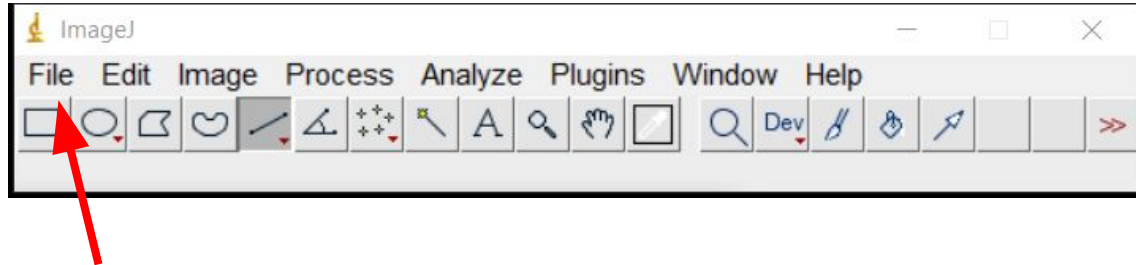 ImageJ
File Edit Image Process Analyze Plugins Window Help
A Dev >>